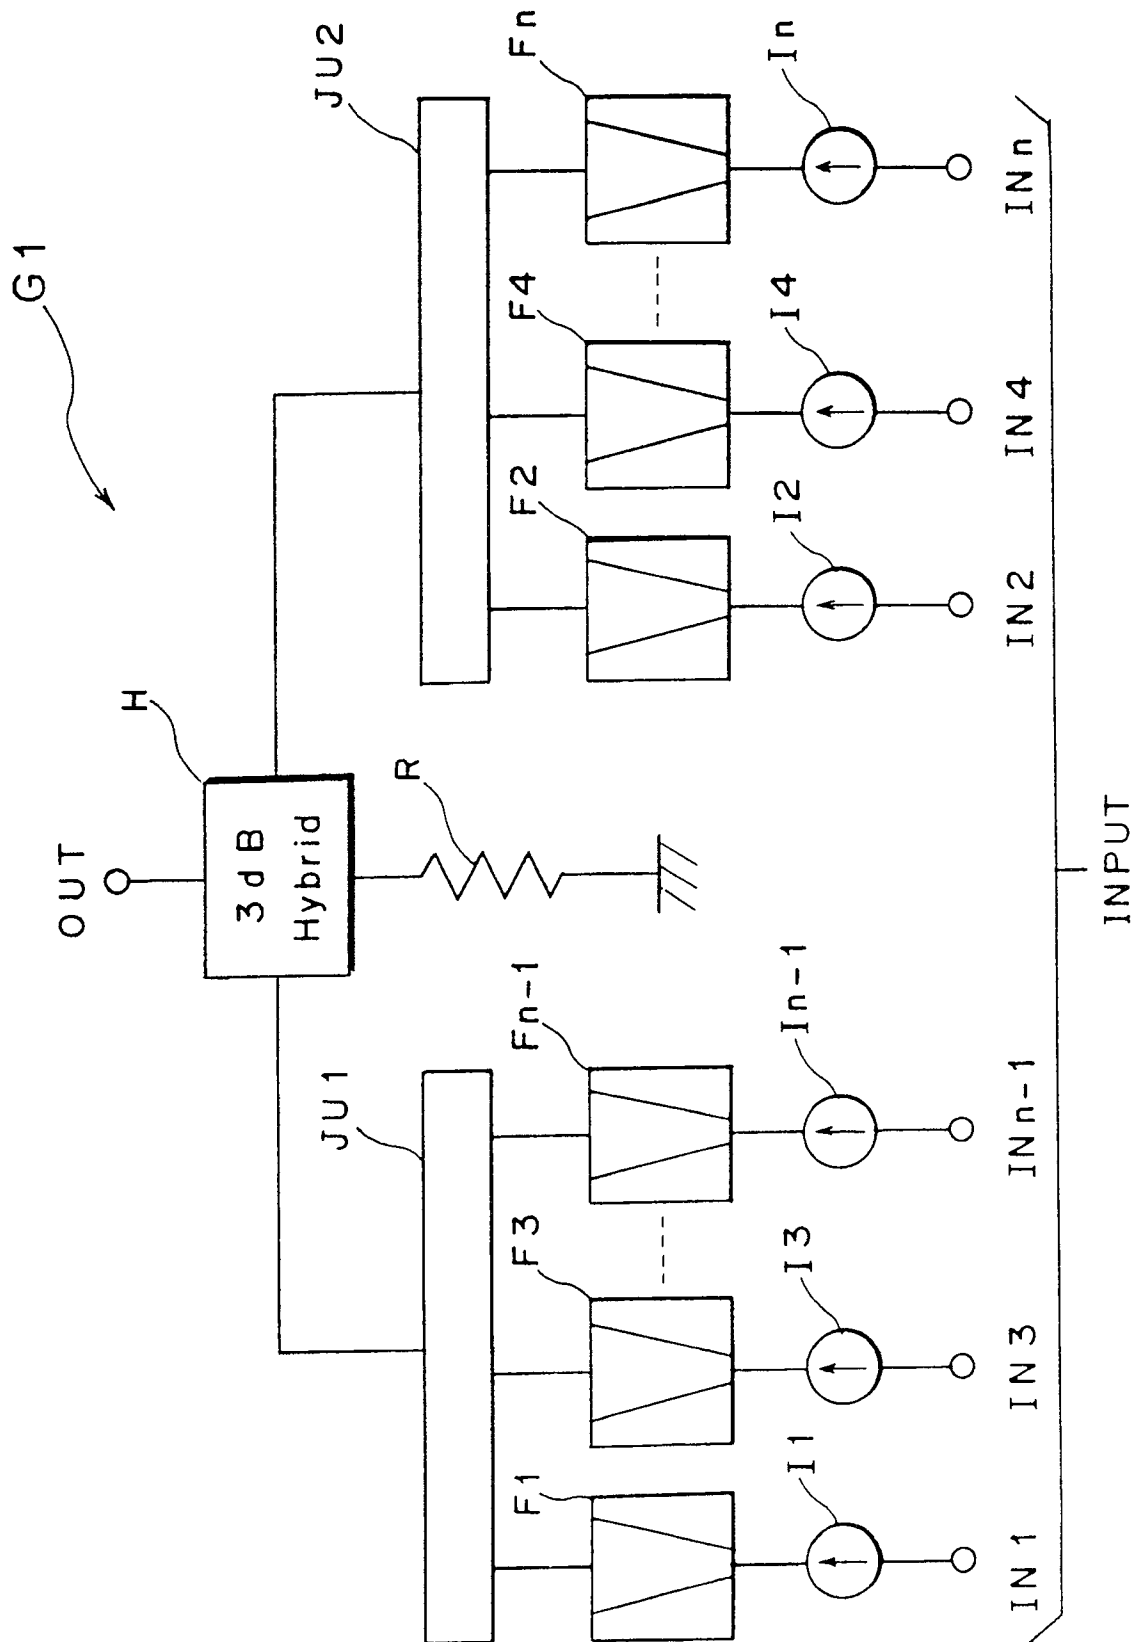 G1
OUT
H
3dB
Hybrid
R
JU1
JU2
F1
F3
Fn-1
F2
F4
Fn
I1
I3
In-1
I2
I4
In
IN1
IN3
INn-1
IN2
IN4
INn
INPUT